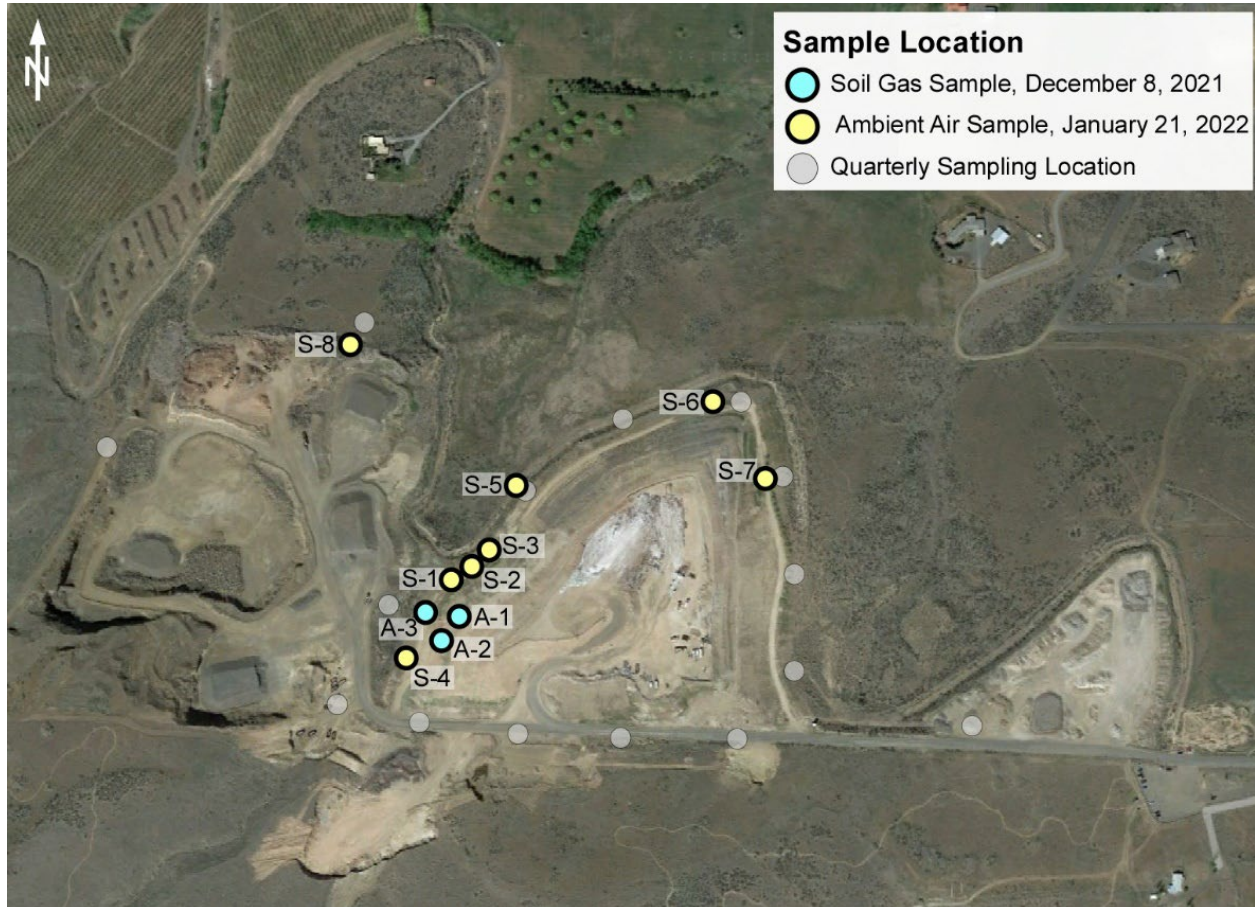 N
Sample Location
Soil Gas Sample, December 8, 2021
Ambient Air Sample, January 21, 2022
Quarterly Sampling Location
S-8
S-6
S-7
S-5
S-3
S-2
S-1
A-3
A-1
A-2
S-4